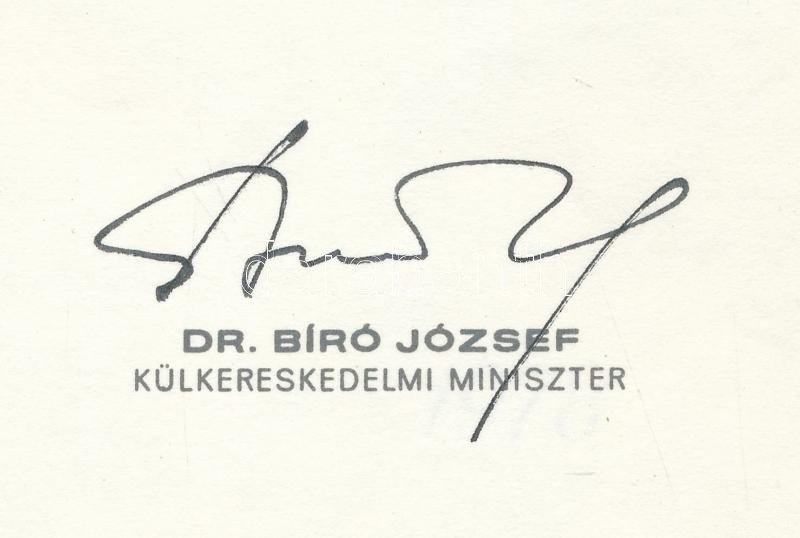 DR. BÍRÓ JÓZSEF
KÜLKERESKEDELMI MINISZTER